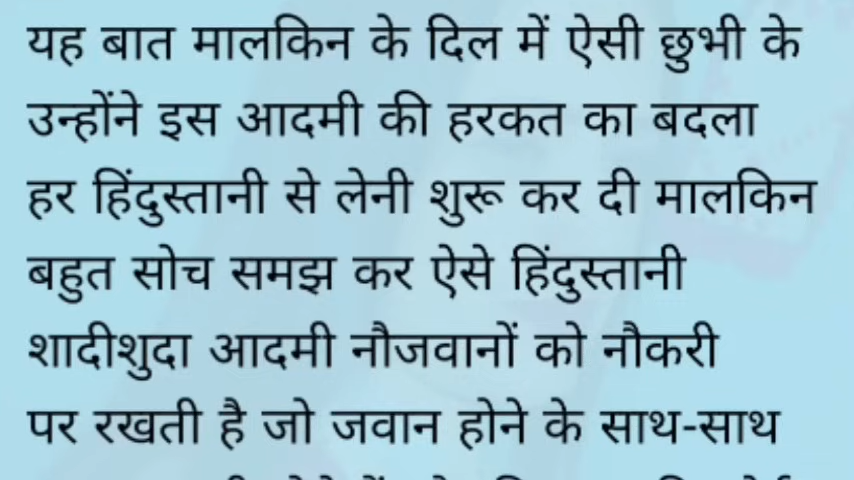 यह बात मालकिन के दिल में ऐसी छुभी के
उन्होंने इस आदमी की हरकत का बदला
हर हिंदुस्तानी से लेनी शुरू कर दी मालकिन
बहुत सोच समझ कर ऐसे हिंदुस्तानी
शादीशुदा आदमी नौजवानों को नौकरी
पर रखती है जो जवान होने के साथ-साथ